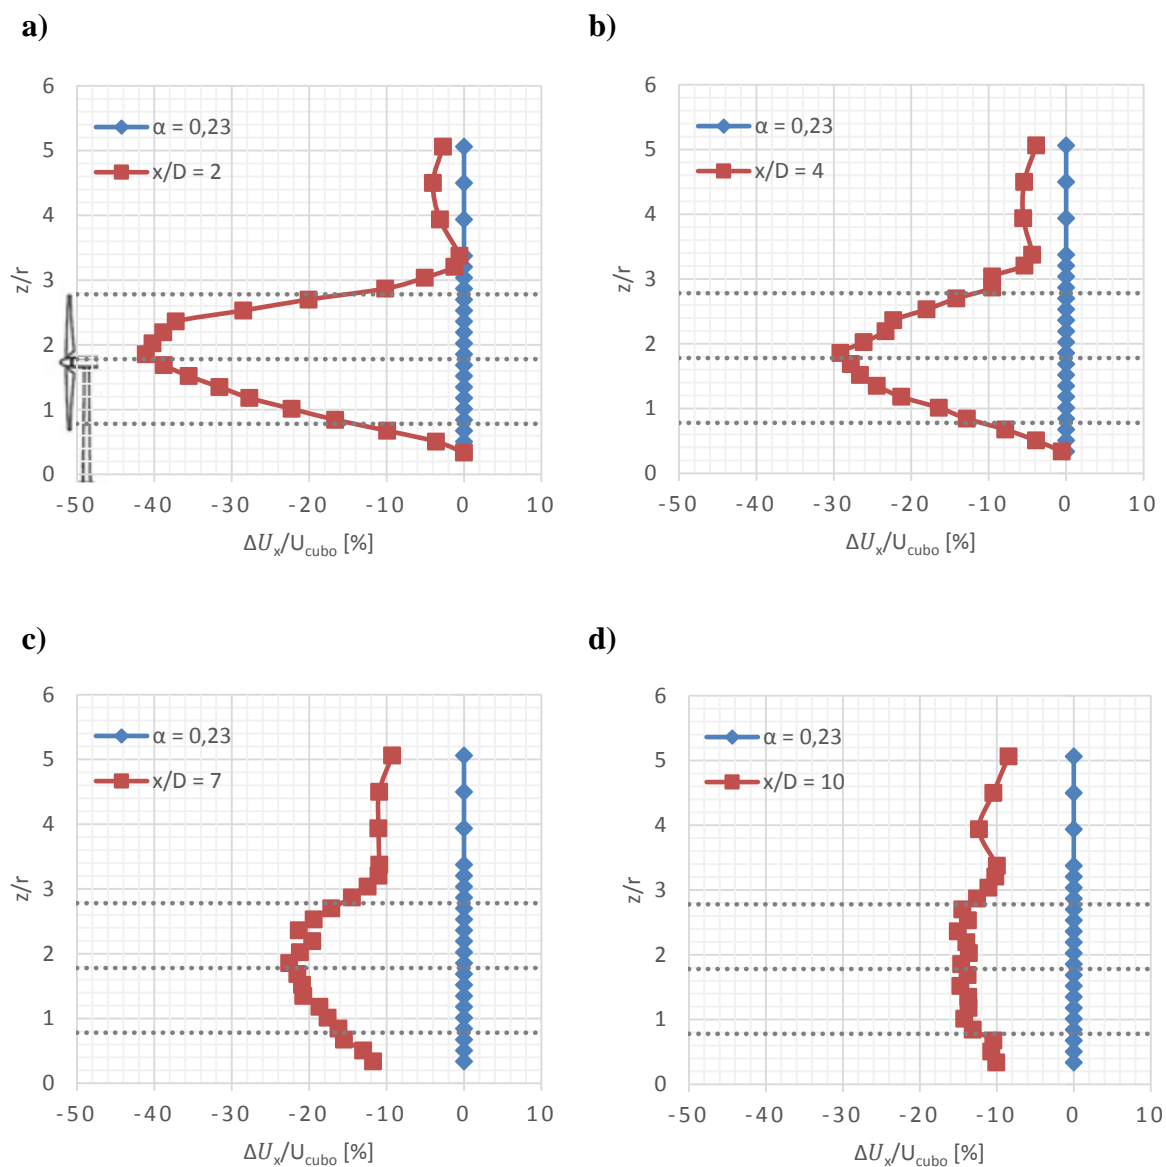 a)
6
5
4
3
2
1
0
z/r
α = 0,23
x/D = 2
-50 -40 -30 -20 -10 0 10
ΔUx/Ucubo [%]
b)
6
5
4
3
2
1
0
z/r
α = 0,23
x/D = 4
-50 -40 -30 -20 -10 0 10
ΔUx/Ucubo [%]
c)
6
5
4
3
2
1
0
z/r
α = 0,23
x/D = 7
-50 -40 -30 -20 -10 0 10
ΔUx/Ucubo [%]
d)
6
5
4
3
2
1
0
z/r
α = 0,23
x/D = 10
-50 -40 -30 -20 -10 0 10
ΔUx/Ucubo [%]